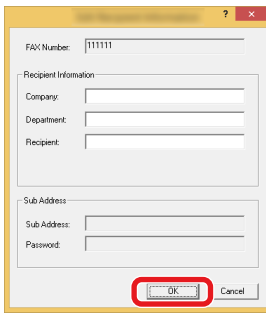 ?
FAX Number: 111111
Recipient Information
Company:
Department:
Recipient:
Sub Address
Sub Address:
Password:
OK Cancel